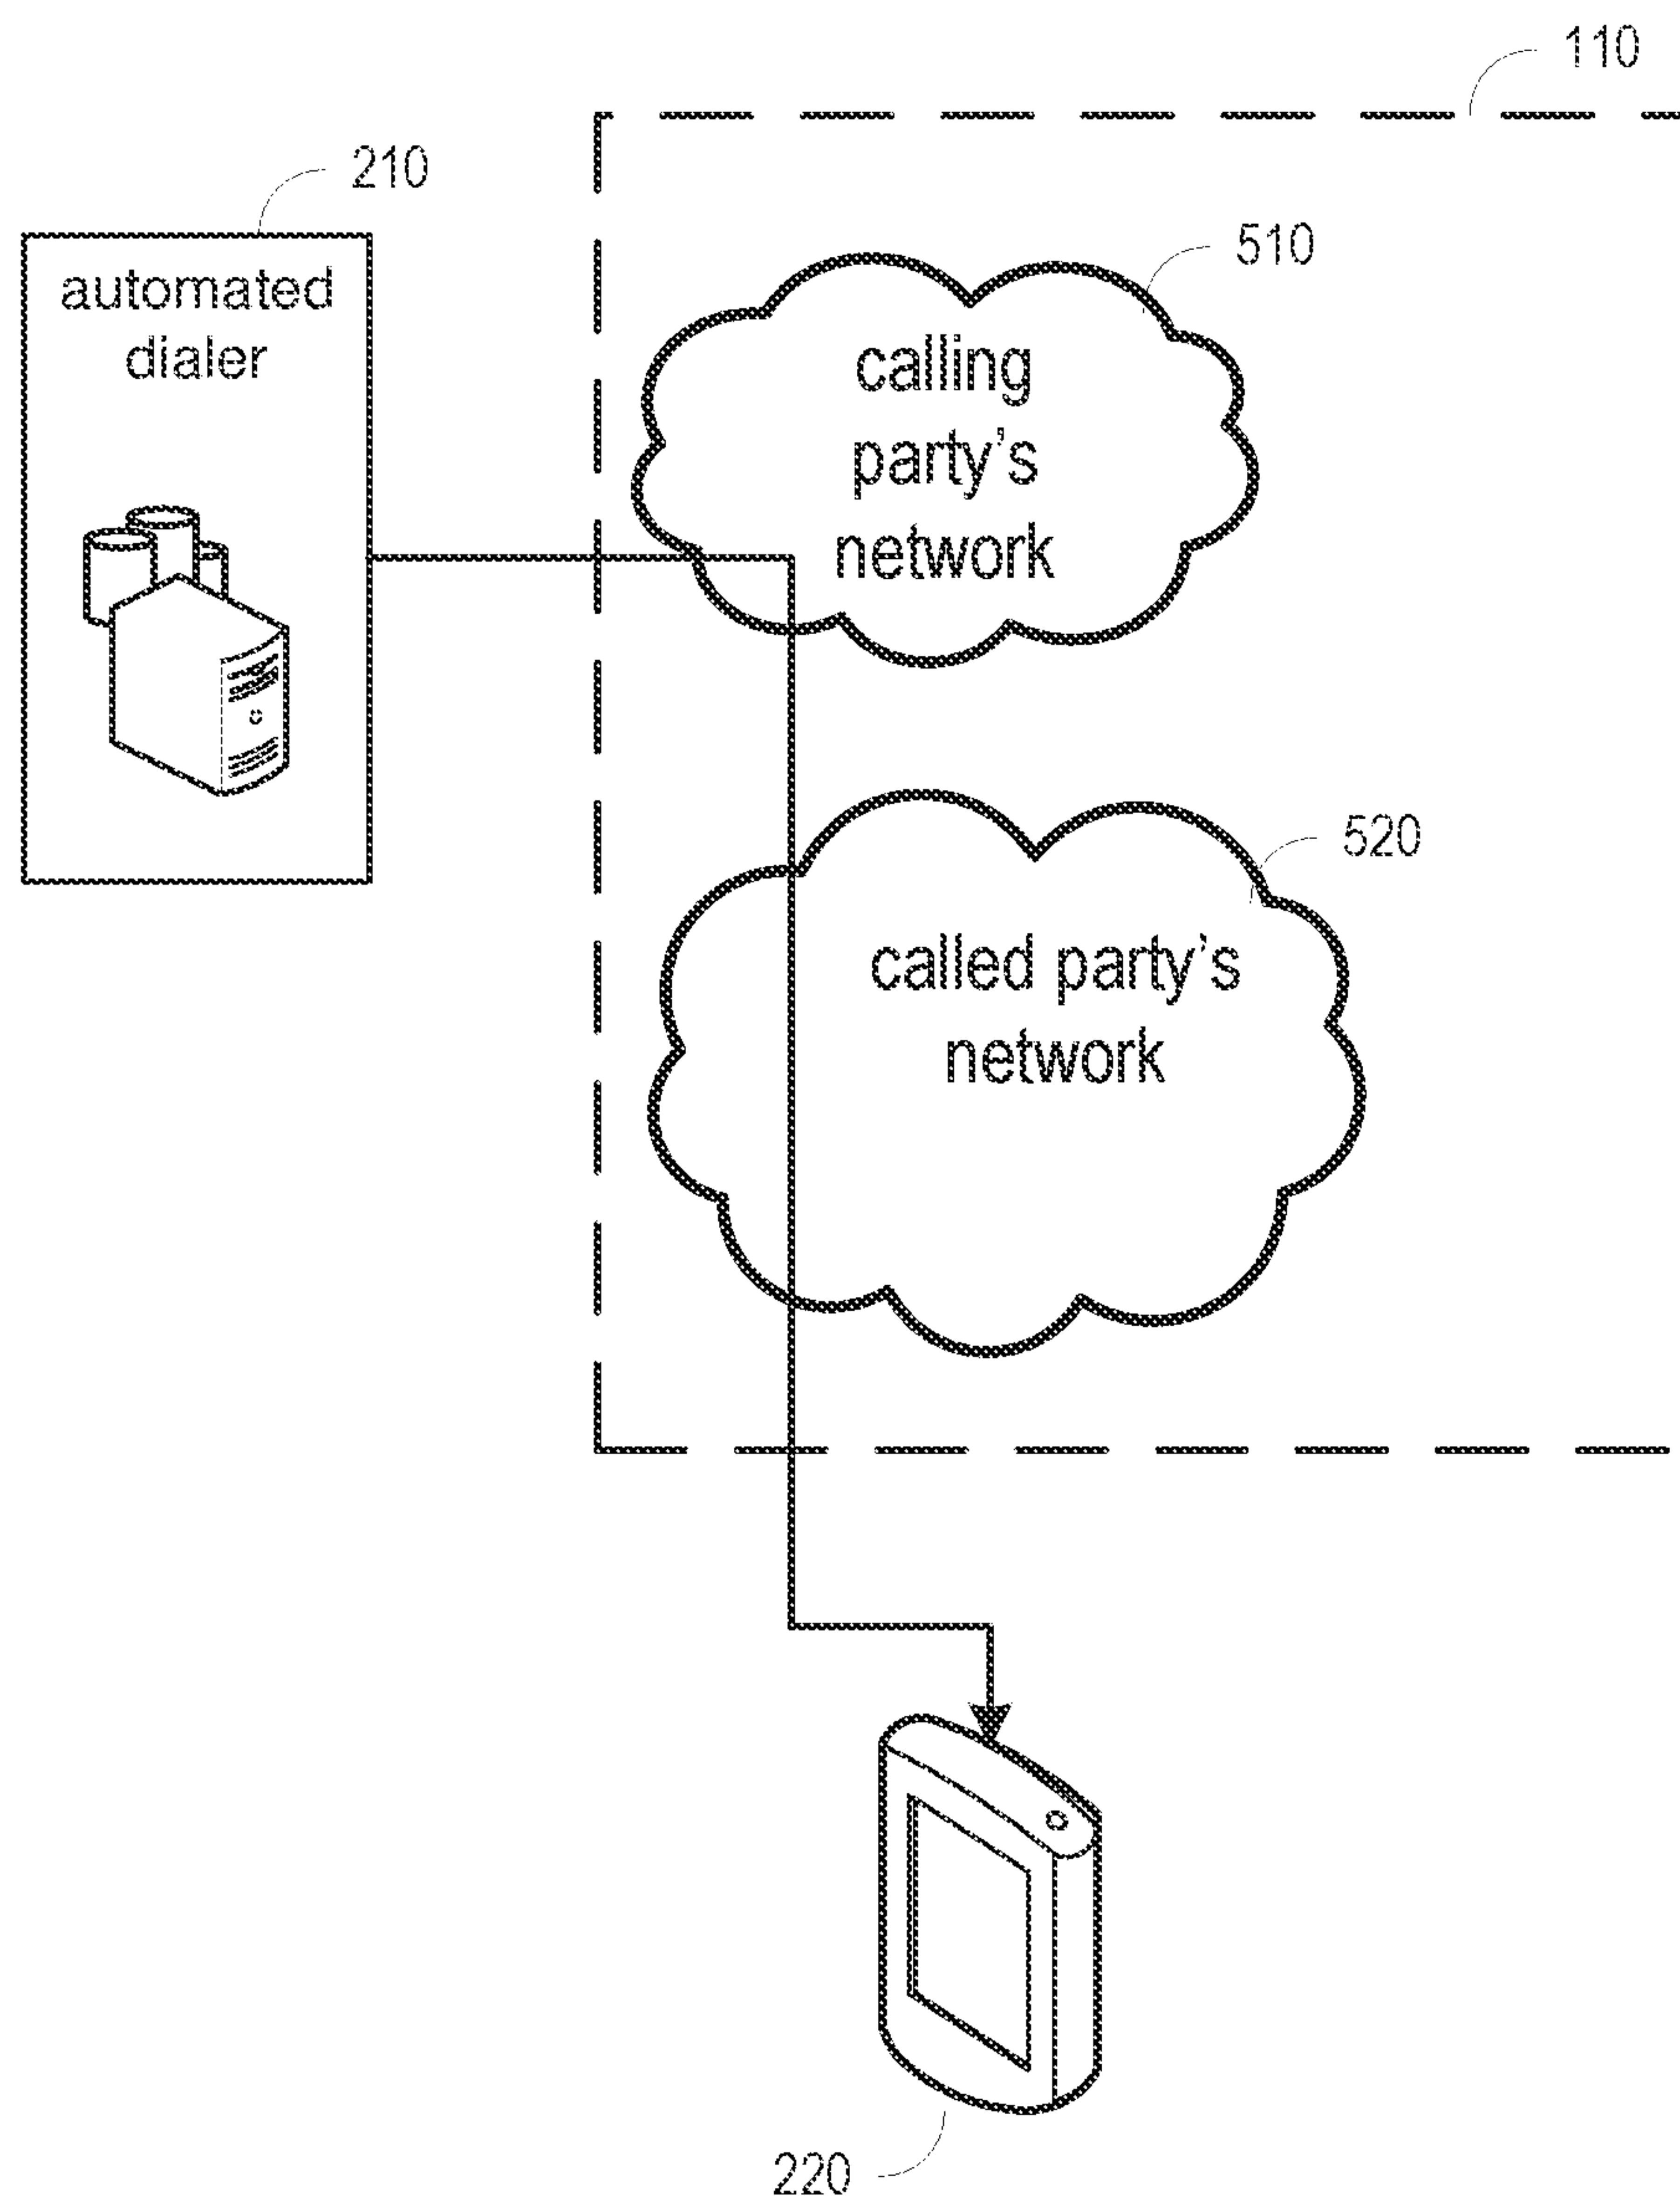 110
210
automated
dialer
510
calling
party's
network
520
called party's
network
220